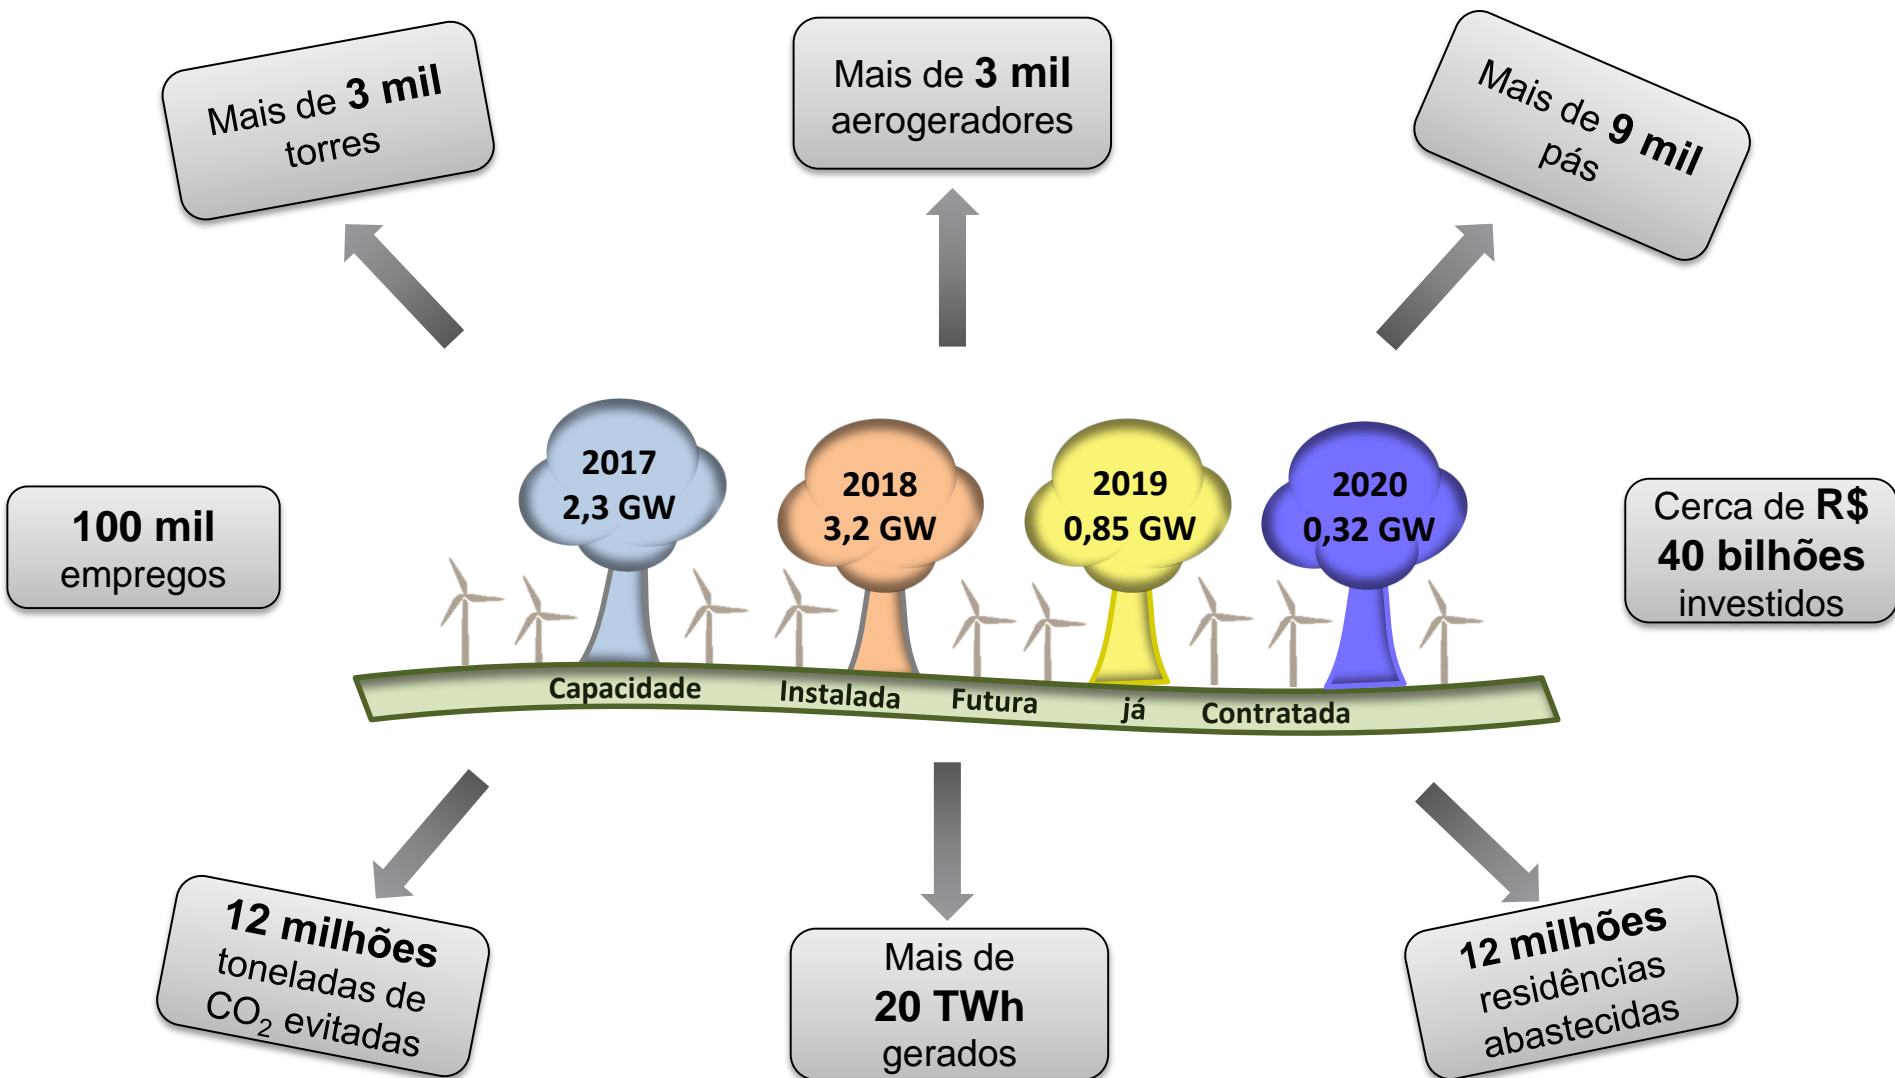 Mais de 3 mil
torres
Mais de 3 mil
aerogeradores
Mais de 9 mil
pás
2017
2,3 GW
2018
3,2 GW
2019
0,85 GW
2020
0,32 GW
100 mil
empregos
Cerca de R$
40 bilhões
investidos
Capacidade Instalada Futura já Contratada
12 milhões
toneladas de
CO₂ evitadas
Mais de
20 TWh
gerados
12 milhões
residências
abastecidas